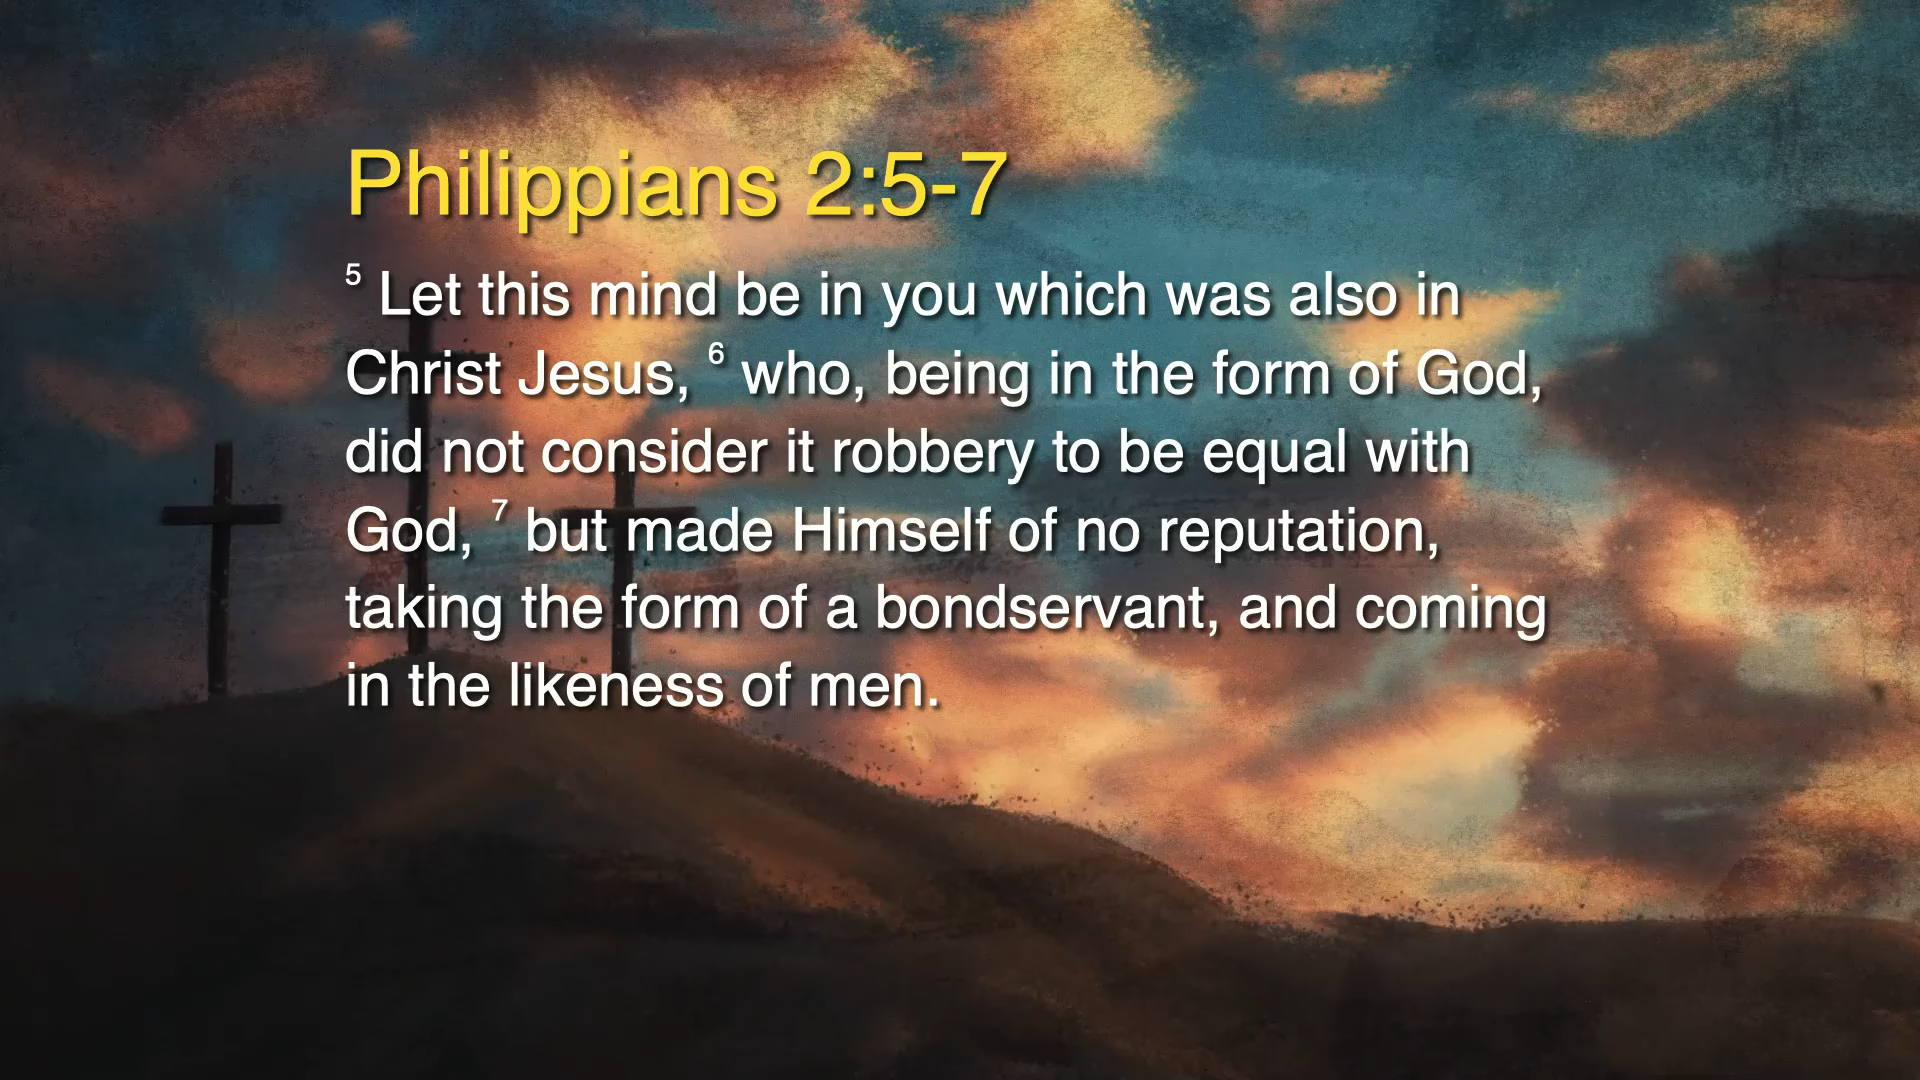 Philippians 2:5-7
5 Let this mind be in you which was also in
Christ Jesus, 6 who, being in the form of God,
did not consider it robbery to be equal with
God, 7 but made Himself of no reputation,
taking the form of a bondservant, and coming
in the likeness of men.